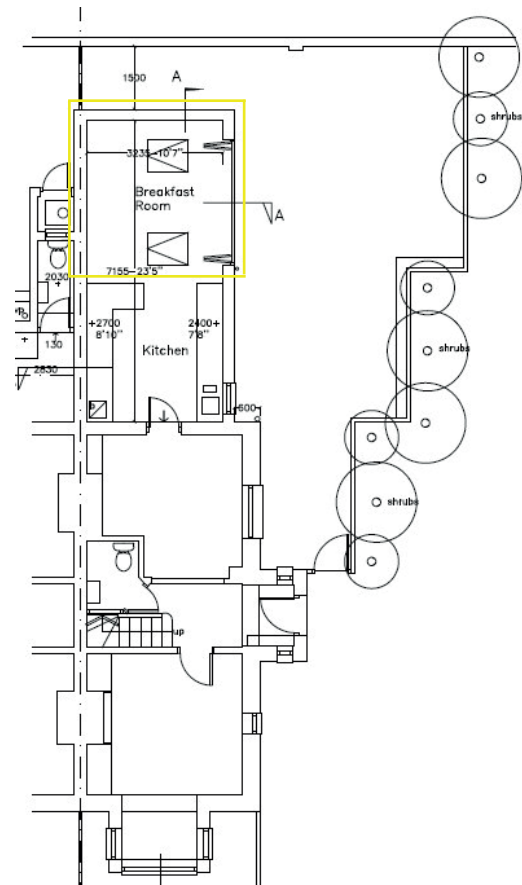 1500
A
shrubs
3235-10'7"
Breakfast
Room
A
7155-23'5"
2030
+2700
8'10"
2400+
7'8"
130
Kitchen
shrubs
2830
600
shrubs
up